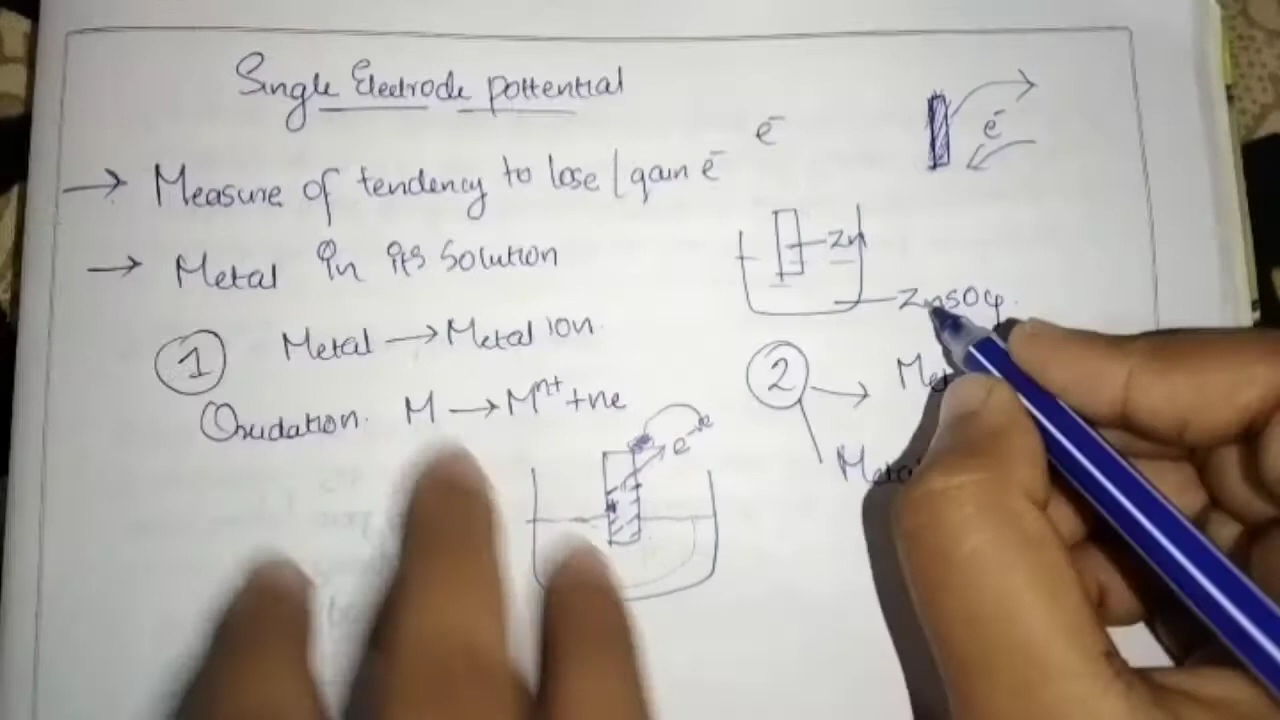 Single Electrode pottential
e⁻
e⁻
→ Measure of tendency to lose/gain e⁻
→ Metal in its solution
Zn
ZnSO4
① Metal → Metal ion
Oxidation. M → Mⁿ⁺ + ne
② →
e⁻